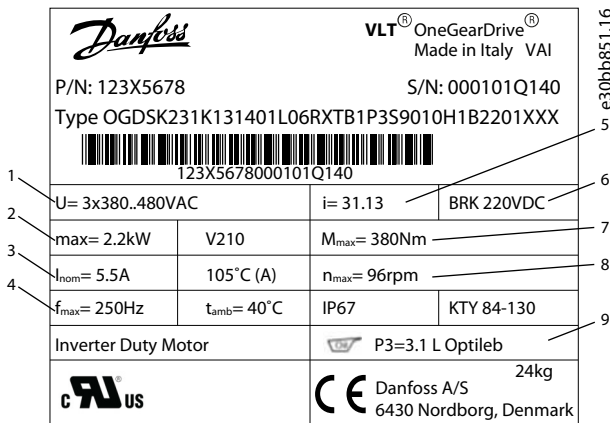 Danfoss
VLT® OneGearDrive®
Made in Italy VAI
P/N: 123X5678 S/N: 000101Q140
Type OGDSK231K131401L06RXTB1P3S9010H1B2201XXX
123X5678000101Q140
U= 3x380..480VAC i= 31.13 BRK 220VDC
max= 2.2kW V210 Mmax= 380Nm
Inom= 5.5A 105°C (A) nmax= 96rpm
fmax= 250Hz tamb= 40°C IP67 KTY 84-130
Inverter Duty Motor Oil P3=3.1 L Optileb
24kg
c RU® US CE Danfoss A/S
6430 Nordborg, Denmark
1
2
3
4
5
6
7
8
9
e30bb851.16